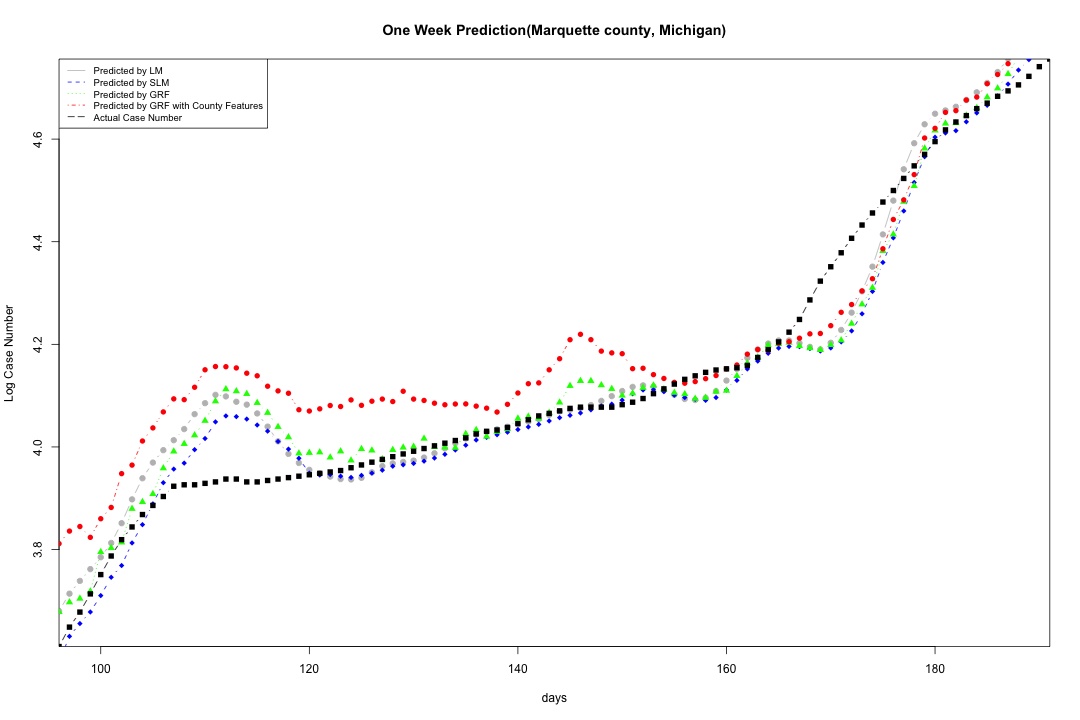 One Week Prediction(Marquette county, Michigan)
Predicted by LM
Predicted by SLM
Predicted by GRF
Predicted by GRF with County Features
Actual Case Number
Log Case Number
4.6
4.4
4.2
4.0
3.8
100 120 140 160 180
days